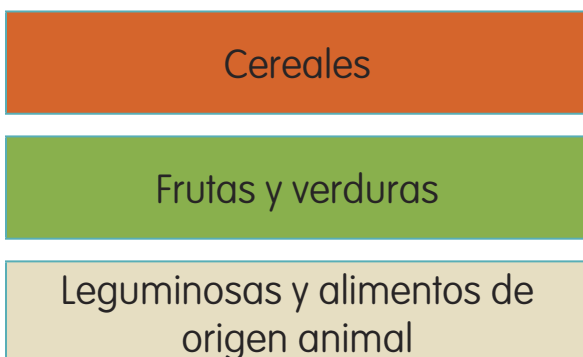 Cereales
Frutas y verduras
Leguminosas y alimentos de
origen animal